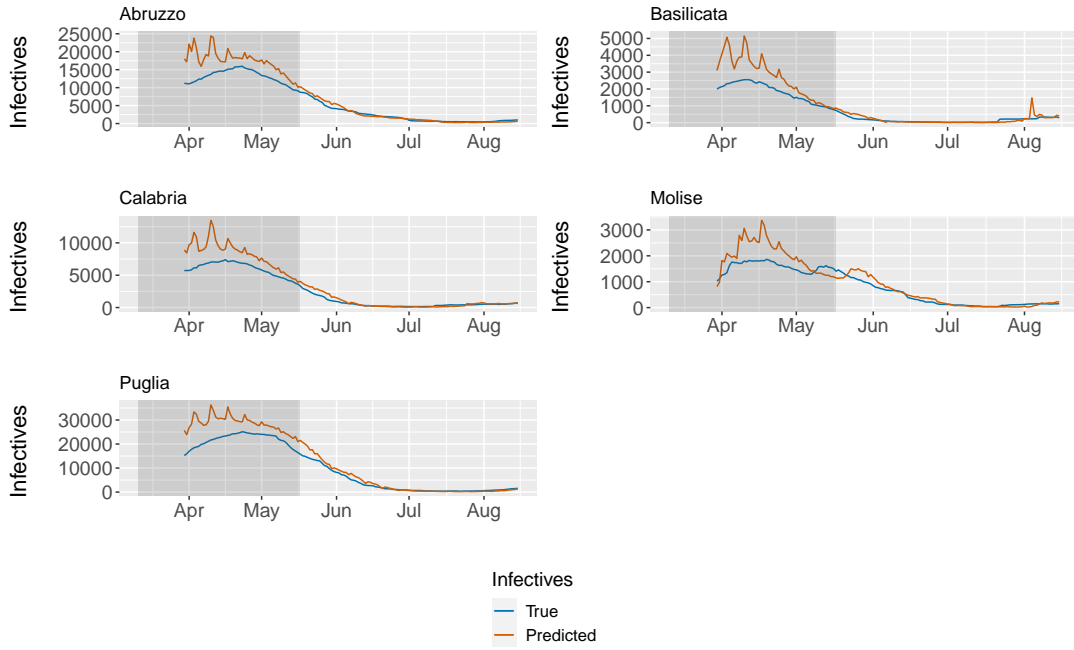 Abruzzo
Infectives
25000
20000
15000
10000
5000
0
Apr May Jun Jul Aug
Basilicata
Infectives
5000
4000
3000
2000
1000
0
Apr May Jun Jul Aug
Calabria
Infectives
10000
5000
0
Apr May Jun Jul Aug
Molise
Infectives
3000
2000
1000
0
Apr May Jun Jul Aug
Puglia
Infectives
30000
20000
10000
0
Apr May Jun Jul Aug
Infectives
True
Predicted